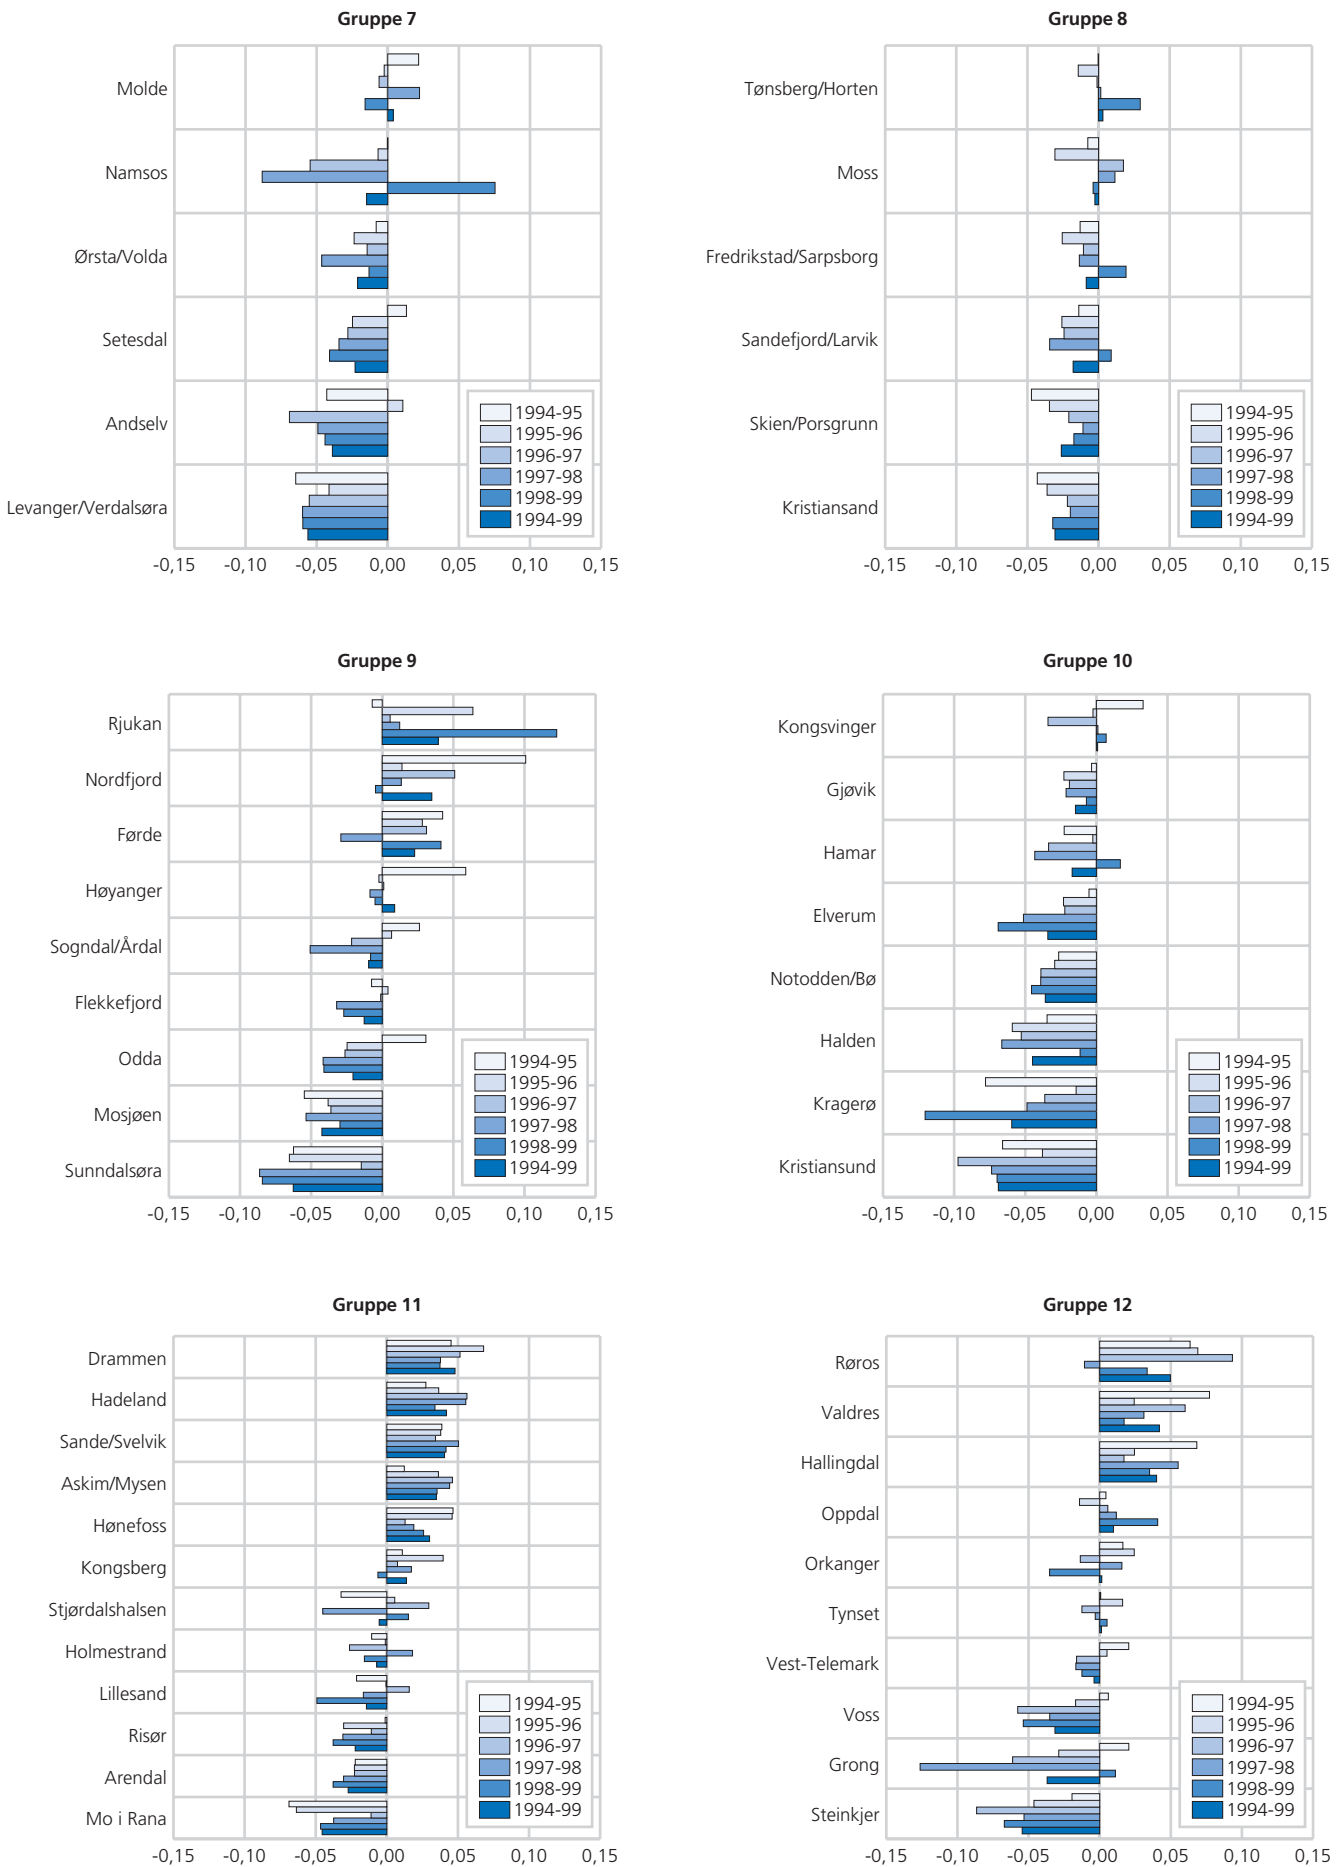 Gruppe 7
Molde
Namsos
Ørsta/Volda
Setesdal
Andselv
Levanger/Verdalsøra
1994-95
1995-96
1996-97
1997-98
1998-99
1994-99
-0,15 -0,10 -0,05 0,00 0,05 0,10 0,15
Gruppe 8
Tønsberg/Horten
Moss
Fredrikstad/Sarpsborg
Sandefjord/Larvik
Skien/Porsgrunn
Kristiansand
1994-95
1995-96
1996-97
1997-98
1998-99
1994-99
-0,15 -0,10 -0,05 0,00 0,05 0,10 0,15
Gruppe 9
Rjukan
Nordfjord
Førde
Høyanger
Sogndal/Årdal
Flekkefjord
Odda
Mosjøen
Sunndalsøra
1994-95
1995-96
1996-97
1997-98
1998-99
1994-99
-0,15 -0,10 -0,05 0,00 0,05 0,10 0,15
Gruppe 10
Kongsvinger
Gjøvik
Hamar
Elverum
Notodden/Bø
Halden
Kragerø
Kristiansund
1994-95
1995-96
1996-97
1997-98
1998-99
1994-99
-0,15 -0,10 -0,05 0,00 0,05 0,10 0,15
Gruppe 11
Drammen
Hadeland
Sande/Svelvik
Askim/Mysen
Hønefoss
Kongsberg
Stjørdalshalsen
Holmestrand
Lillesand
Risør
Arendal
Mo i Rana
1994-95
1995-96
1996-97
1997-98
1998-99
1994-99
-0,15 -0,10 -0,05 0,00 0,05 0,10 0,15
Gruppe 12
Røros
Valdres
Hallingdal
Oppdal
Orkanger
Tynset
Vest-Telemark
Voss
Grong
Steinkjer
1994-95
1995-96
1996-97
1997-98
1998-99
1994-99
-0,15 -0,10 -0,05 0,00 0,05 0,10 0,15